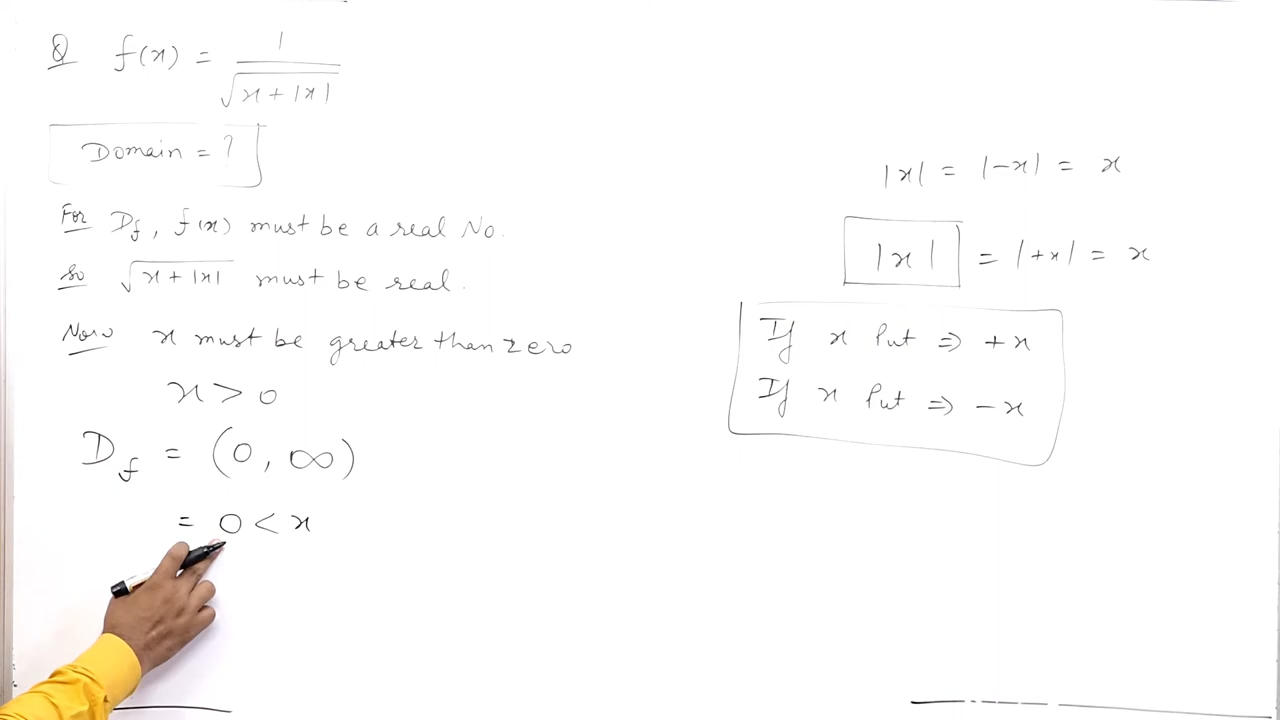 Q f(x) = 1/√(x+|x|)
Domain = ?
For Df, f(x) must be a real No.
So √(x+|x|) must be real.
Now x must be greater than zero
x > 0
Df = (0, ∞)
= 0 < x
|x| = |-x| = x
|x| = |+x| = x
If x Put ⇒ +x
If x Put ⇒ -x